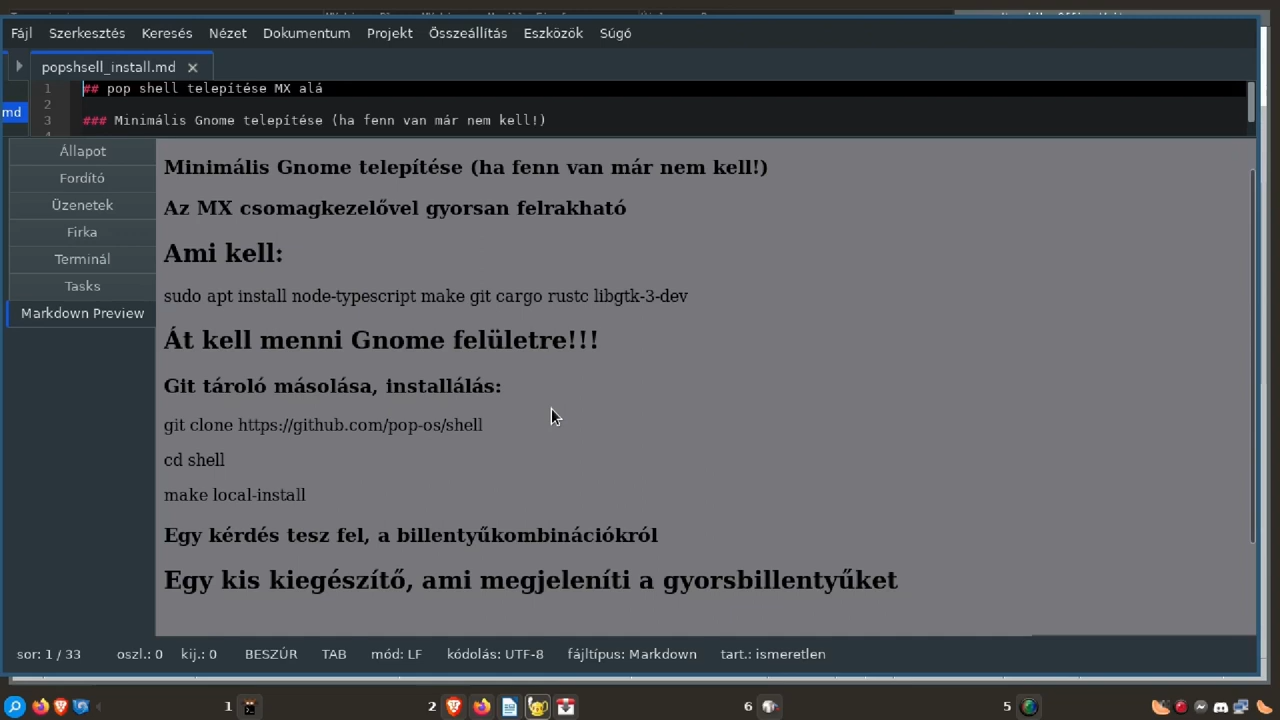 Fájl Szerkesztés Keresés Nézet Dokumentum Projekt Összeállítás Eszközök Súgó
popshsell_install.md
1 ## pop shell telepítése MX alá
2
md
3 ### Minimális Gnome telepítése (ha fenn van már nem kell!)
Állapot
Fordító
Üzenetek
Firka
Terminál
Tasks
Markdown Preview
Minimális Gnome telepítése (ha fenn van már nem kell!)
Az MX csomagkezelővel gyorsan felrakható
Ami kell:
sudo apt install node-typescript make git cargo rustc libgtk-3-dev
Át kell menni Gnome felületre!!!
Git tároló másolása, installálás:
git clone https://github.com/pop-os/shell
cd shell
make local-install
Egy kérdés tesz fel, a billentyűkombinációkról
Egy kis kiegészítő, ami megjeleníti a gyorsbillentyűket
sor: 1 / 33 oszl.: 0 kij.: 0 BESZÚR TAB mód: LF kódolás: UTF-8 fájltípus: Markdown tart.: ismeretlen
1 2 6 5